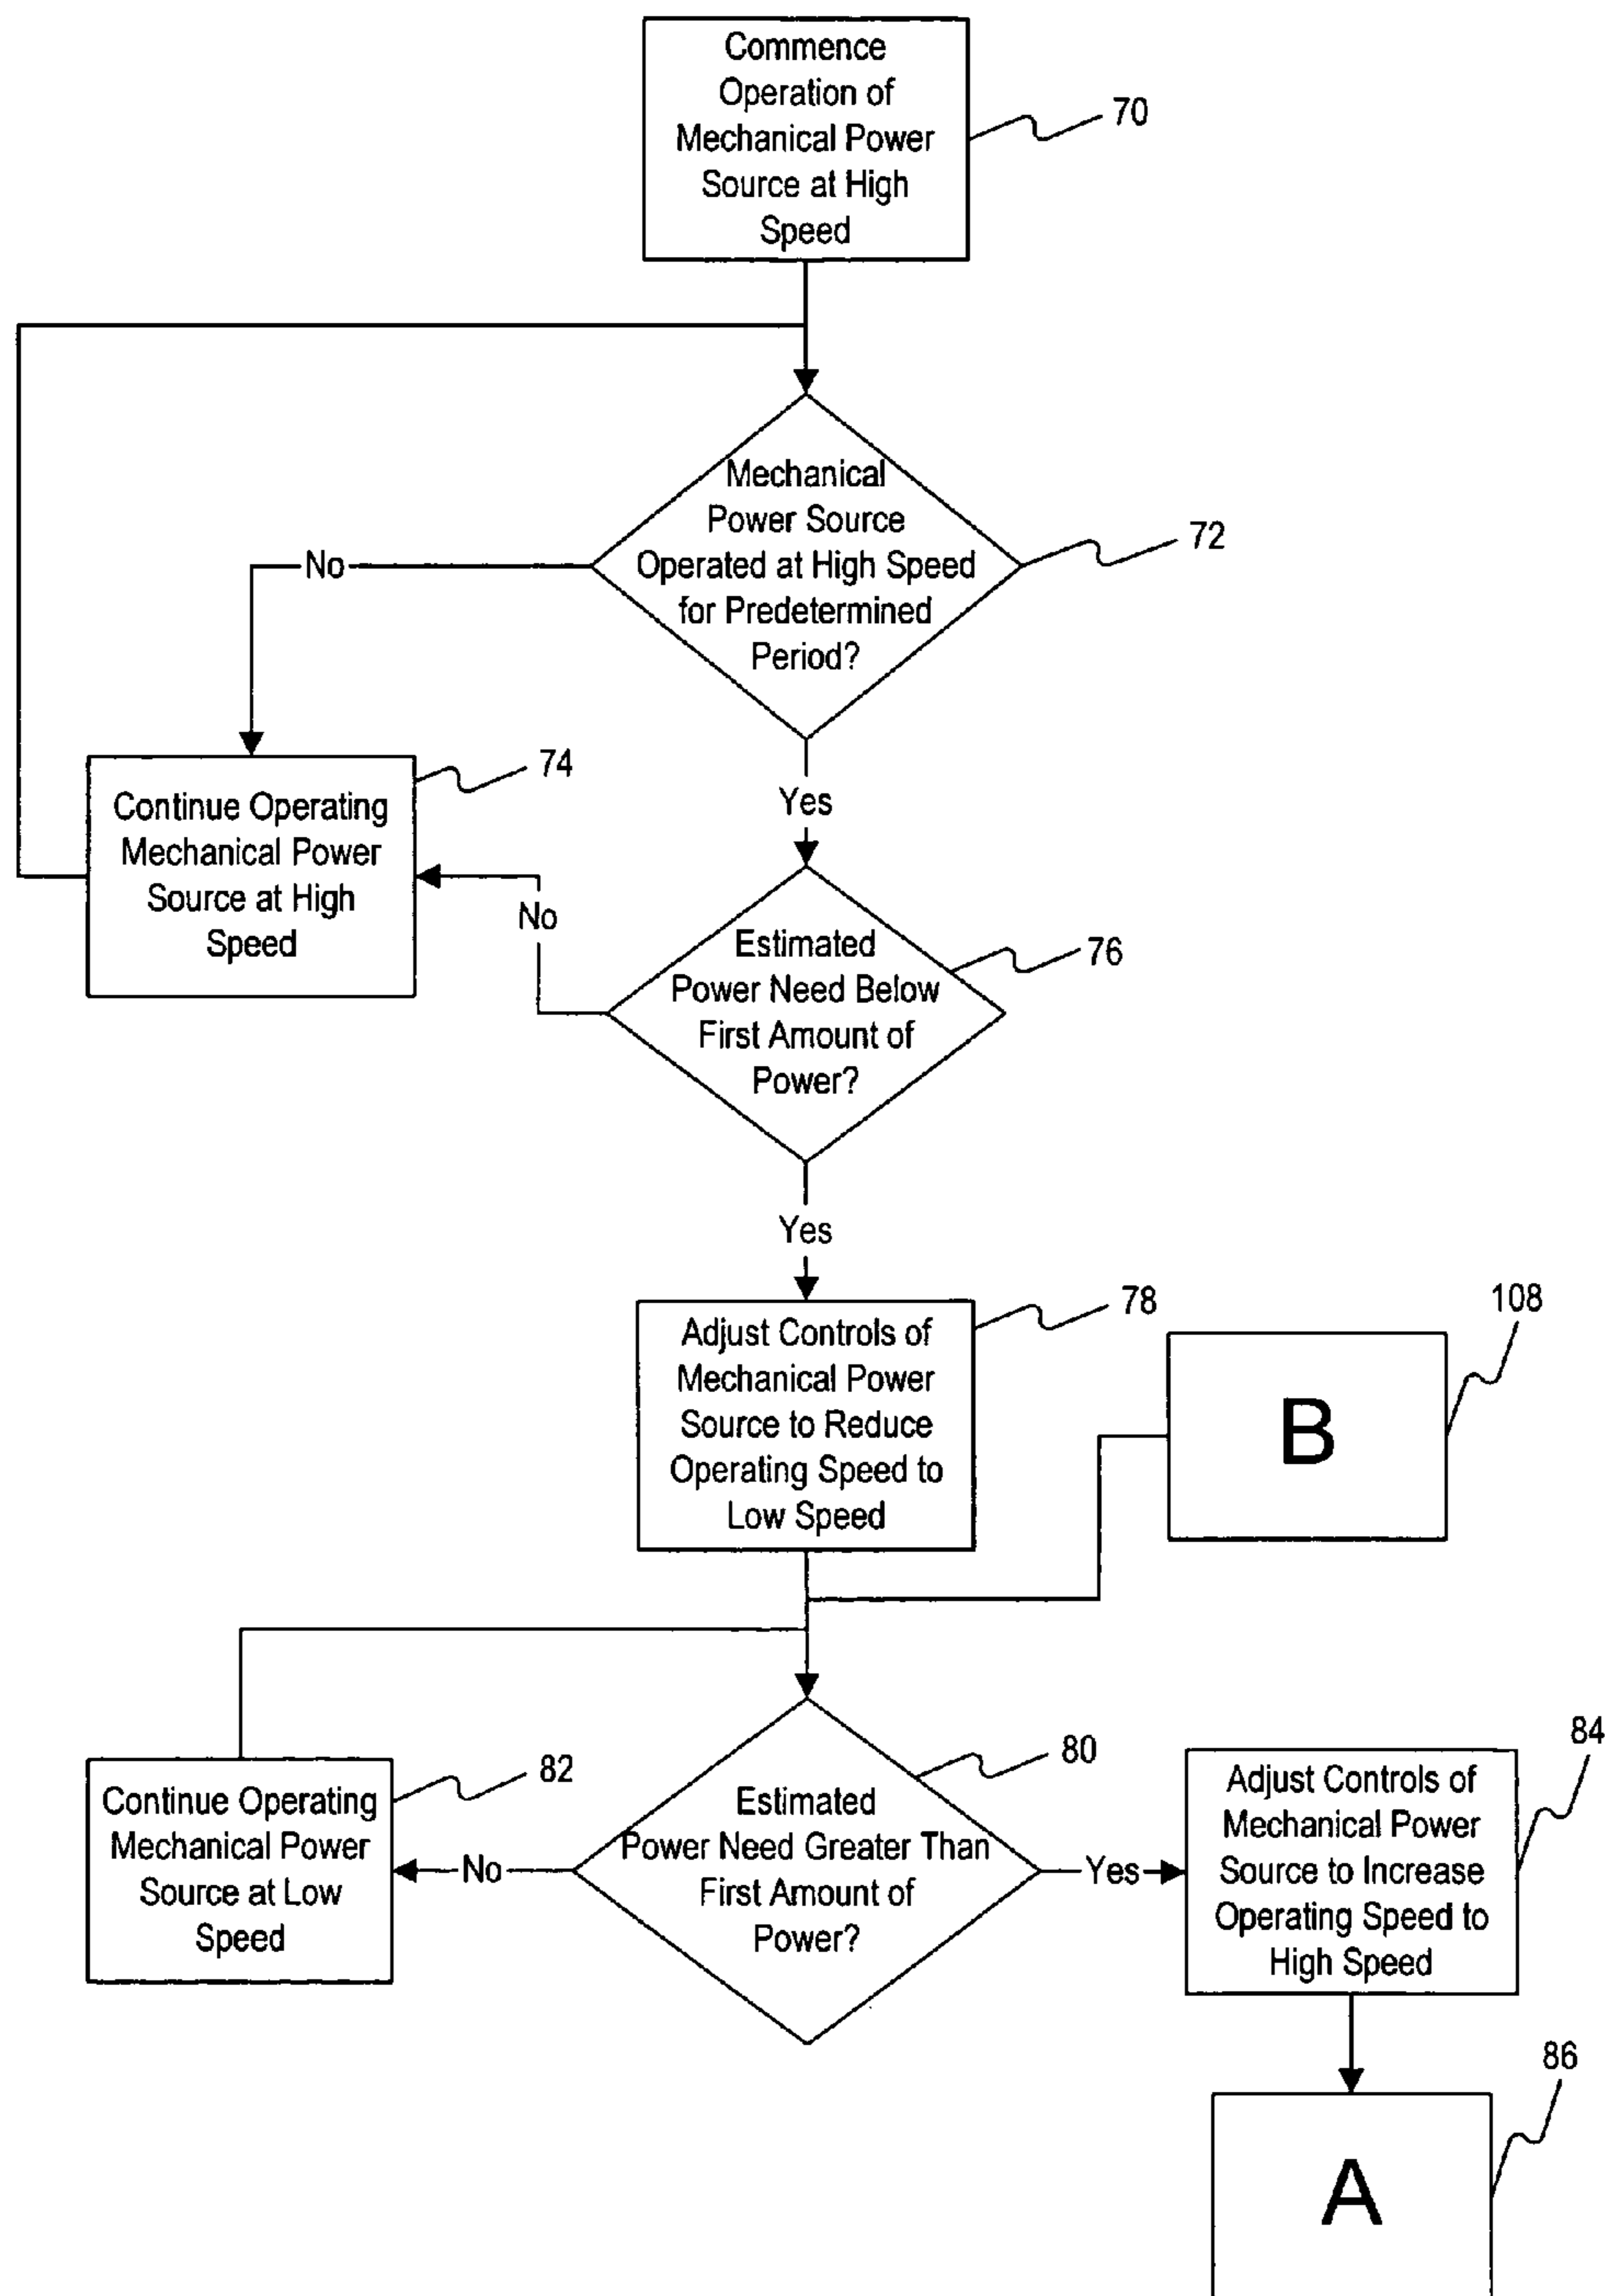 Commence
Operation of
Mechanical Power
Source at High
Speed
70
Mechanical
Power Source
Operated at High Speed
for Predetermined
Period?
72
No
Yes
74
Continue Operating
Mechanical Power
Source at High
Speed
No
Estimated
Power Need Below
First Amount of
Power?
76
Yes
Adjust Controls of
Mechanical Power
Source to Reduce
Operating Speed to
Low Speed
78
B
108
Continue Operating
Mechanical Power
Source at Low
Speed
82
No
Estimated
Power Need Greater Than
First Amount of
Power?
80
Yes
Adjust Controls of
Mechanical Power
Source to Increase
Operating Speed to
High Speed
84
A
86